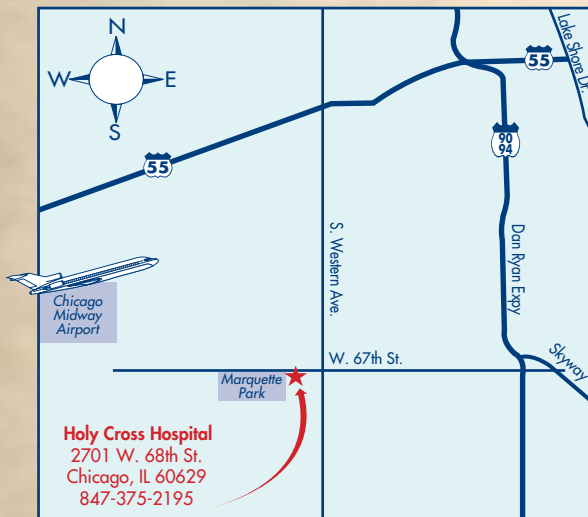 N
W E
S
Lake Shore Dr.
55
90
94
55
S. Western Ave.
Dan Ryan Expy
Chicago
Midway
Airport
W. 67th St.
Skyway
Marquette
Park
Holy Cross Hospital
2701 W. 68th St.
Chicago, IL 60629
847-375-2195